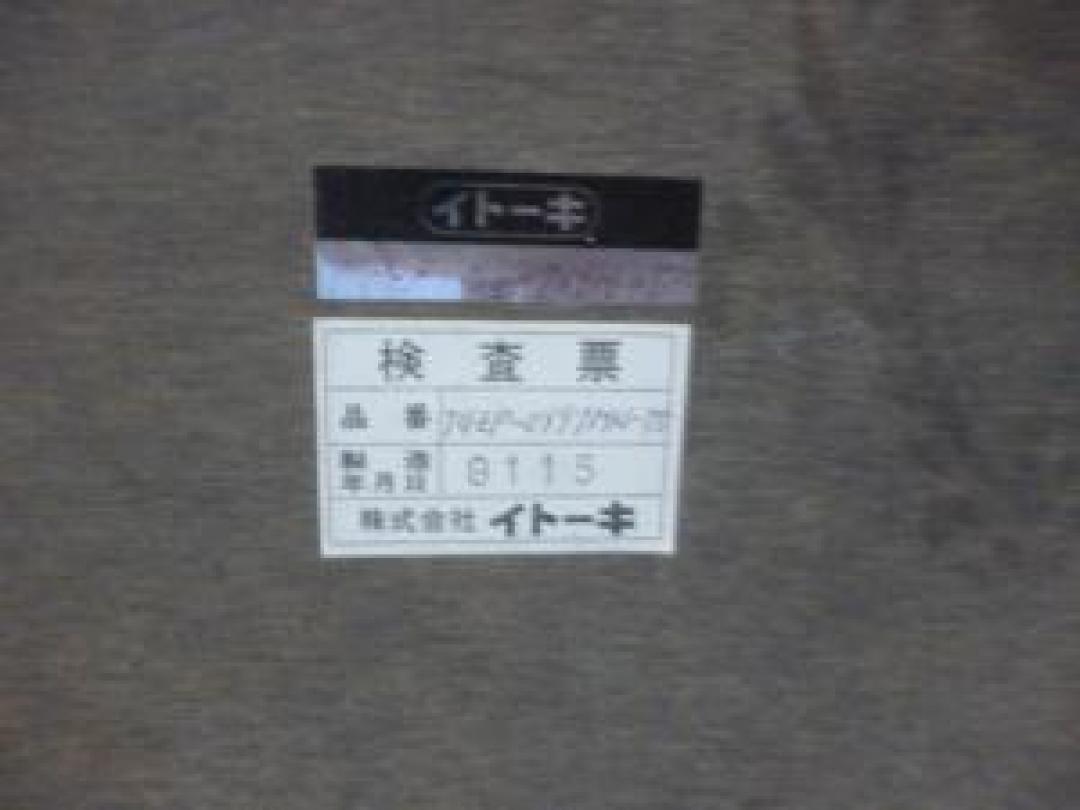 イトーキ
検査票
品番
製造年月日 9115
株式会社 イトーキ